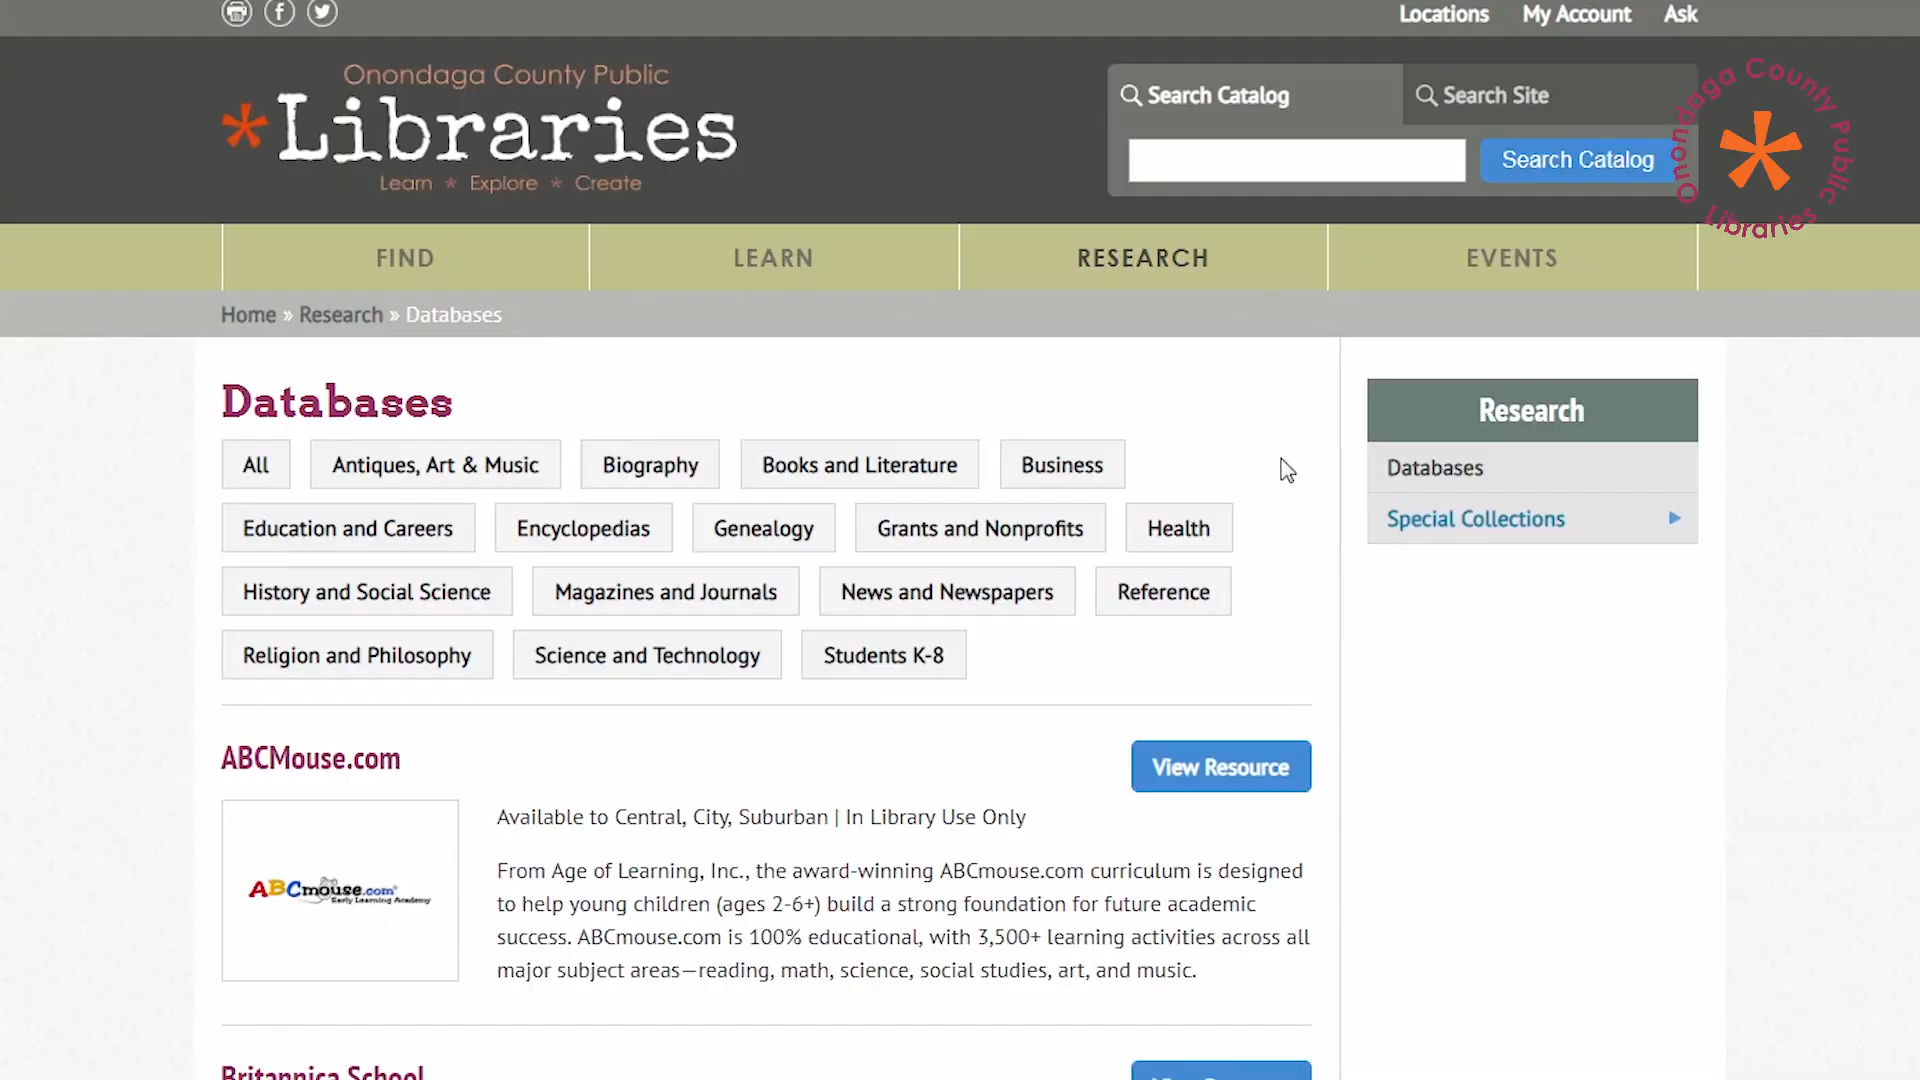 Locations My Account Ask
Onondaga County Public
*Libraries
Learn * Explore * Create
Search Catalog Search Site
Search Catalog
Onondaga County Public Libraries
FIND LEARN RESEARCH EVENTS
Home » Research » Databases
Databases
All Antiques, Art & Music Biography Books and Literature Business
Education and Careers Encyclopedias Genealogy Grants and Nonprofits Health
History and Social Science Magazines and Journals News and Newspapers Reference
Religion and Philosophy Science and Technology Students K-8
Research
Databases
Special Collections
ABCMouse.com
View Resource
ABCmouse.com
Early Learning Academy
Available to Central, City, Suburban | In Library Use Only
From Age of Learning, Inc., the award-winning ABCmouse.com curriculum is designed
to help young children (ages 2-6+) build a strong foundation for future academic
success. ABCmouse.com is 100% educational, with 3,500+ learning activities across all
major subject areas—reading, math, science, social studies, art, and music.
Britannica School